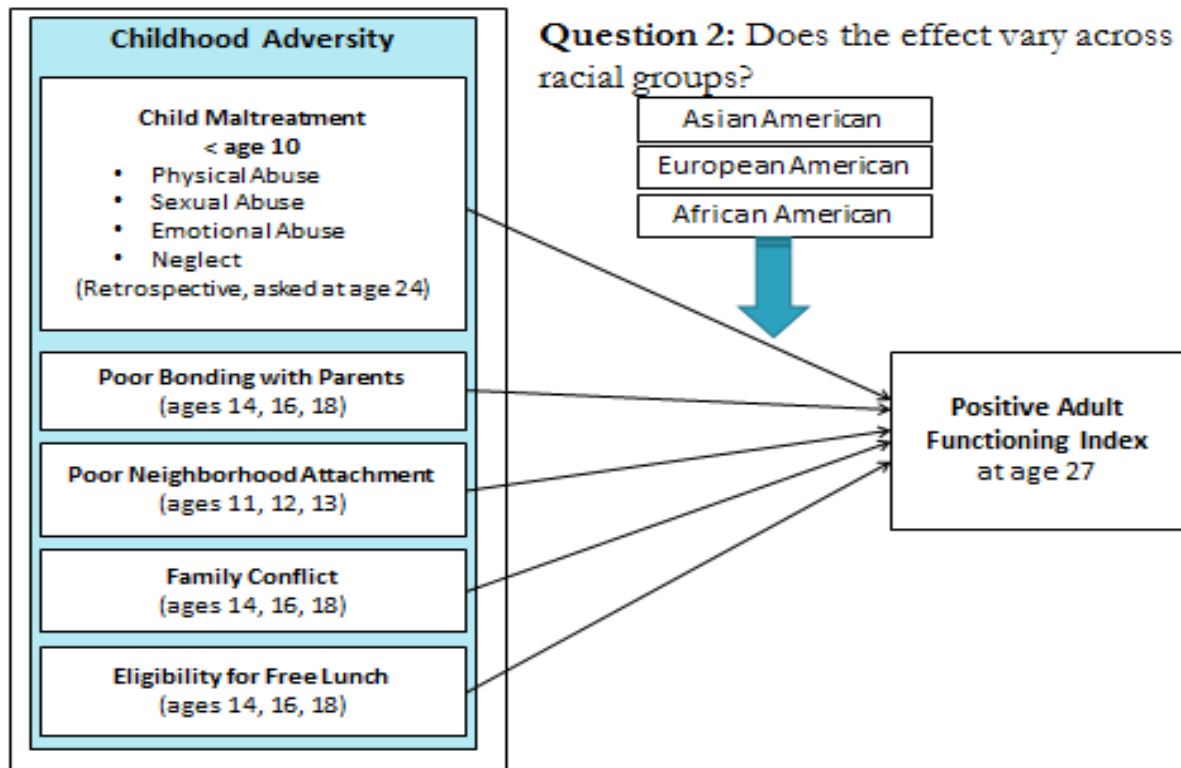 Childhood Adversity
Child Maltreatment
< age 10
• Physical Abuse
• Sexual Abuse
• Emotional Abuse
• Neglect
(Retrospective, asked at age 24)
Poor Bonding with Parents
(ages 14, 16, 18)
Poor Neighborhood Attachment
(ages 11, 12, 13)
Family Conflict
(ages 14, 16, 18)
Eligibility for Free Lunch
(ages 14, 16, 18)
Question 2: Does the effect vary across
racial groups?
Asian American
European American
African American
Positive Adult
Functioning Index
at age 27